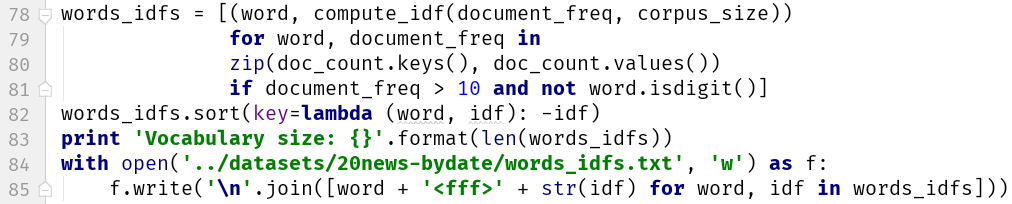 78 words_idfs = [(word, compute_idf(document_freq, corpus_size))
79 for word, document_freq in
80 zip(doc_count.keys(), doc_count.values())
81 if document_freq > 10 and not word.isdigit()]
82 words_idfs.sort(key=lambda (word, idf): -idf)
83 print 'Vocabulary size: {}'.format(len(words_idfs))
84 with open('../datasets/20news-bydate/words_idfs.txt', 'w') as f:
85 f.write('\n'.join([word + '<fff>' + str(idf) for word, idf in words_idfs]))